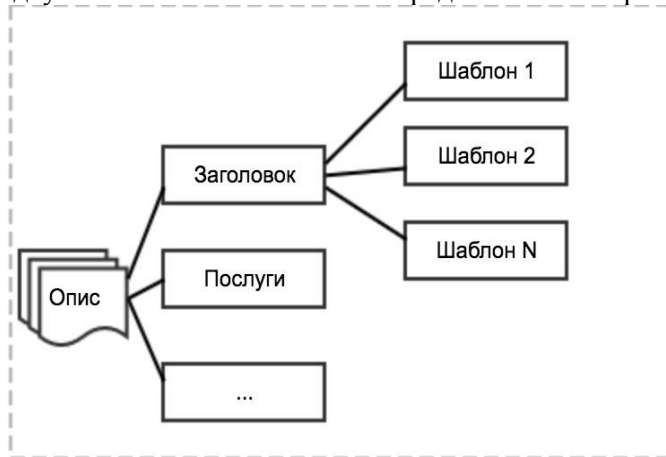 Шаблон 1
Шаблон 2
Заголовок
Шаблон N
Послуги
Опис
...